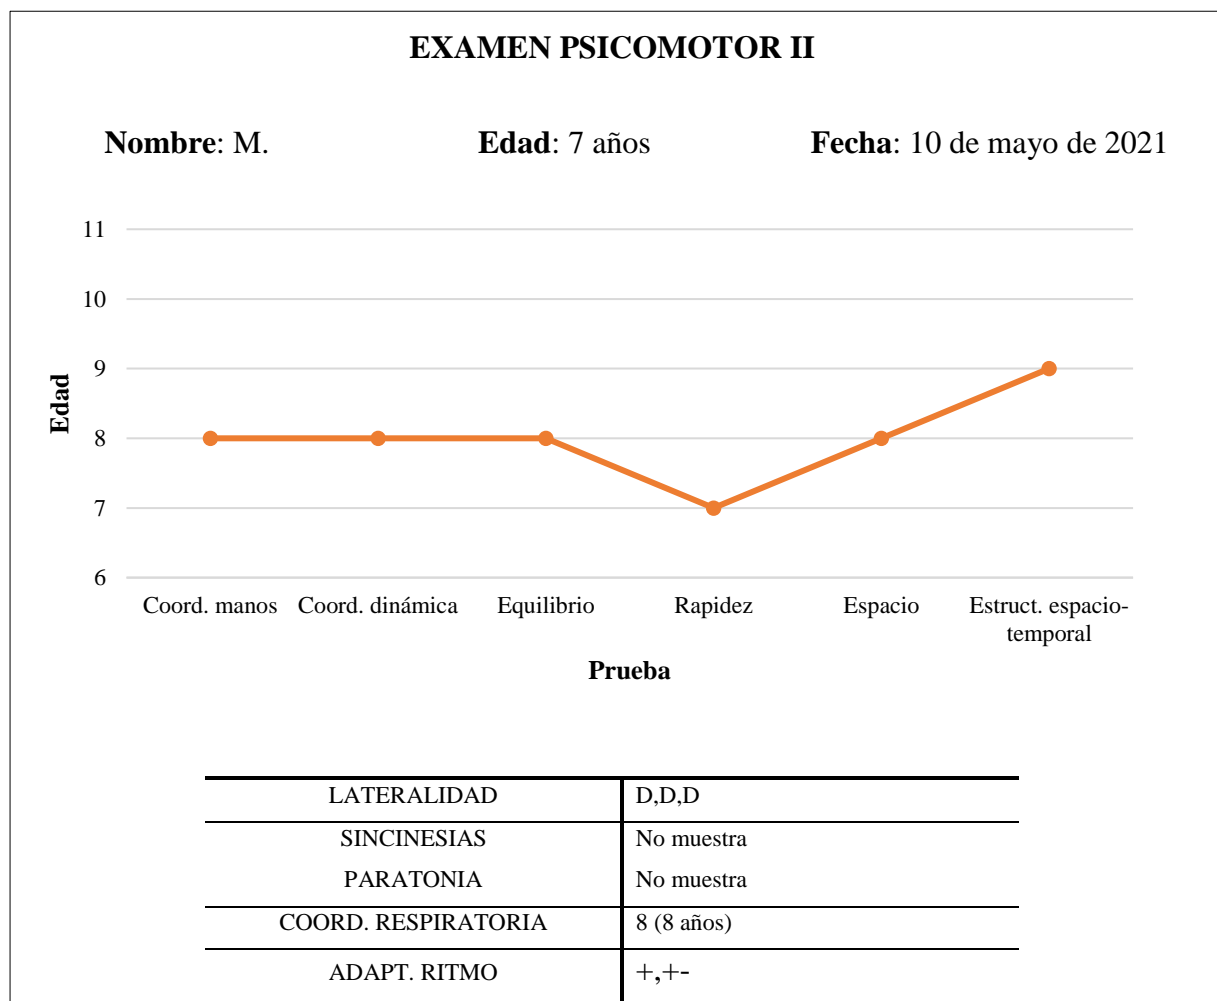 EXAMEN PSICOMOTOR II
Nombre: M. Edad: 7 años Fecha: 10 de mayo de 2021
11
10
9
8
7
6
Edad
Coord. manos Coord. dinámica Equilibrio Rapidez Espacio Estruct. espacio-
temporal
Prueba
LATERALIDAD D,D,D
SINCINESIAS No muestra
PARATONIA No muestra
COORD. RESPIRATORIA 8 (8 años)
ADAPT. RITMO +,+-